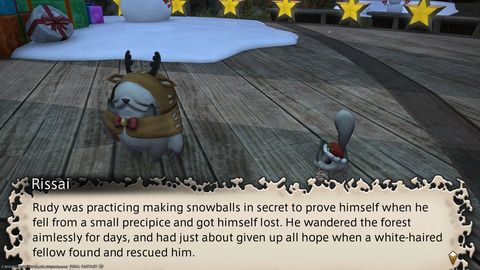 Rissai
Rudy was practicing making snowballs in secret to prove himself when he
fell from a small precipice and got himself lost. He wandered the forest
aimlessly for days, and had just about given up all hope when a white-haired
fellow found and rescued him.